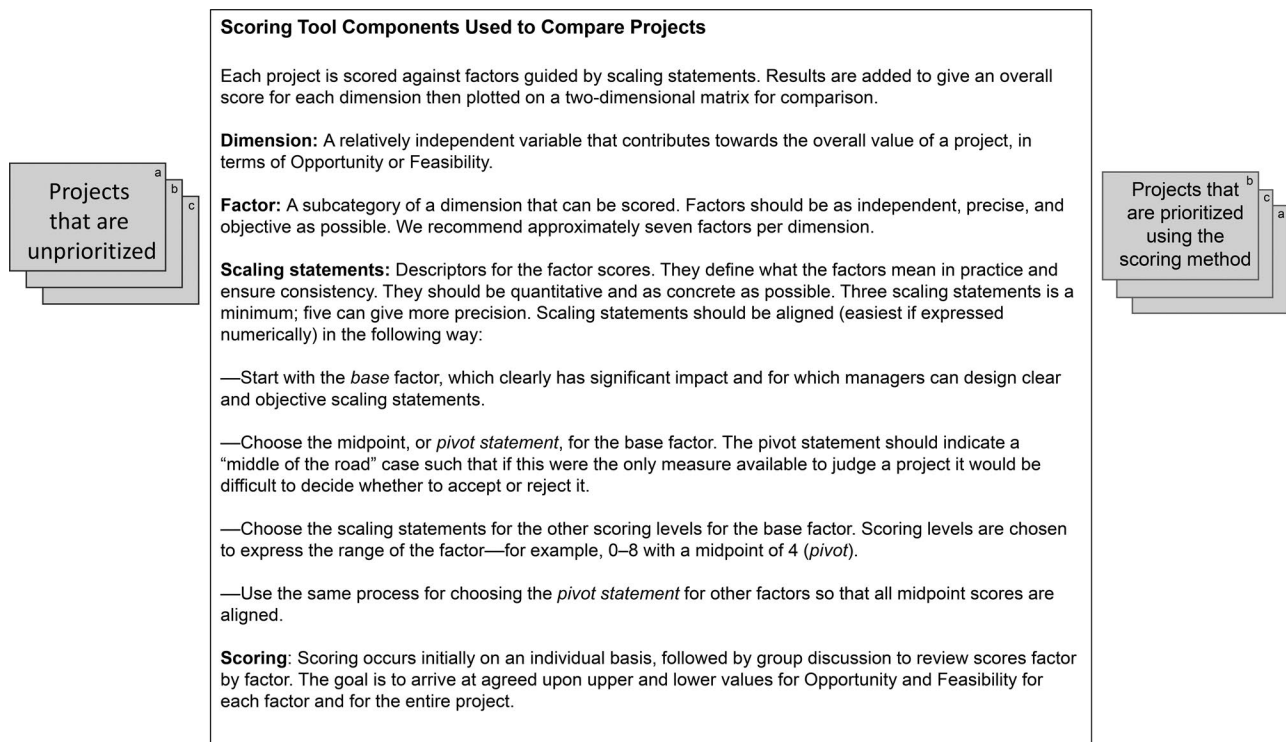 Scoring Tool Components Used to Compare Projects
Each project is scored against factors guided by scaling statements. Results are added to give an overall
score for each dimension then plotted on a two-dimensional matrix for comparison.
Dimension: A relatively independent variable that contributes towards the overall value of a project, in
terms of Opportunity or Feasibility.
Factor: A subcategory of a dimension that can be scored. Factors should be as independent, precise, and
objective as possible. We recommend approximately seven factors per dimension.
Scaling statements: Descriptors for the factor scores. They define what the factors mean in practice and
ensure consistency. They should be quantitative and as concrete as possible. Three scaling statements is a
minimum; five can give more precision. Scaling statements should be aligned (easiest if expressed
numerically) in the following way:
—Start with the base factor, which clearly has significant impact and for which managers can design clear
and objective scaling statements.
—Choose the midpoint, or pivot statement, for the base factor. The pivot statement should indicate a
“middle of the road” case such that if this were the only measure available to judge a project it would be
difficult to decide whether to accept or reject it.
—Choose the scaling statements for the other scoring levels for the base factor. Scoring levels are chosen
to express the range of the factor—for example, 0–8 with a midpoint of 4 (pivot).
—Use the same process for choosing the pivot statement for other factors so that all midpoint scores are
aligned.
Scoring: Scoring occurs initially on an individual basis, followed by group discussion to review scores factor
by factor. The goal is to arrive at agreed upon upper and lower values for Opportunity and Feasibility for
each factor and for the entire project.
a
Projects
that are
unprioritized
b
c
b
Projects that
are prioritized
using the
scoring method
c
a